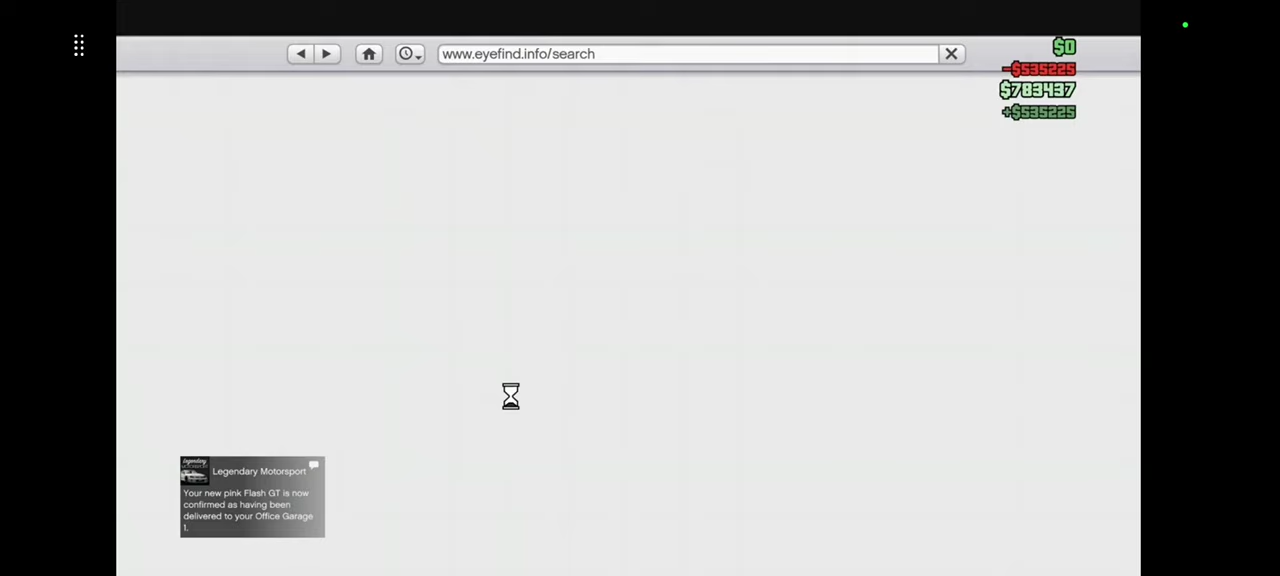 www.eyefind.info/search
$0
-$535225
$783437
+$535225
Legendary Motorsport
Your new pink Flash GT is now
confirmed as having been
delivered to your Office Garage
1.